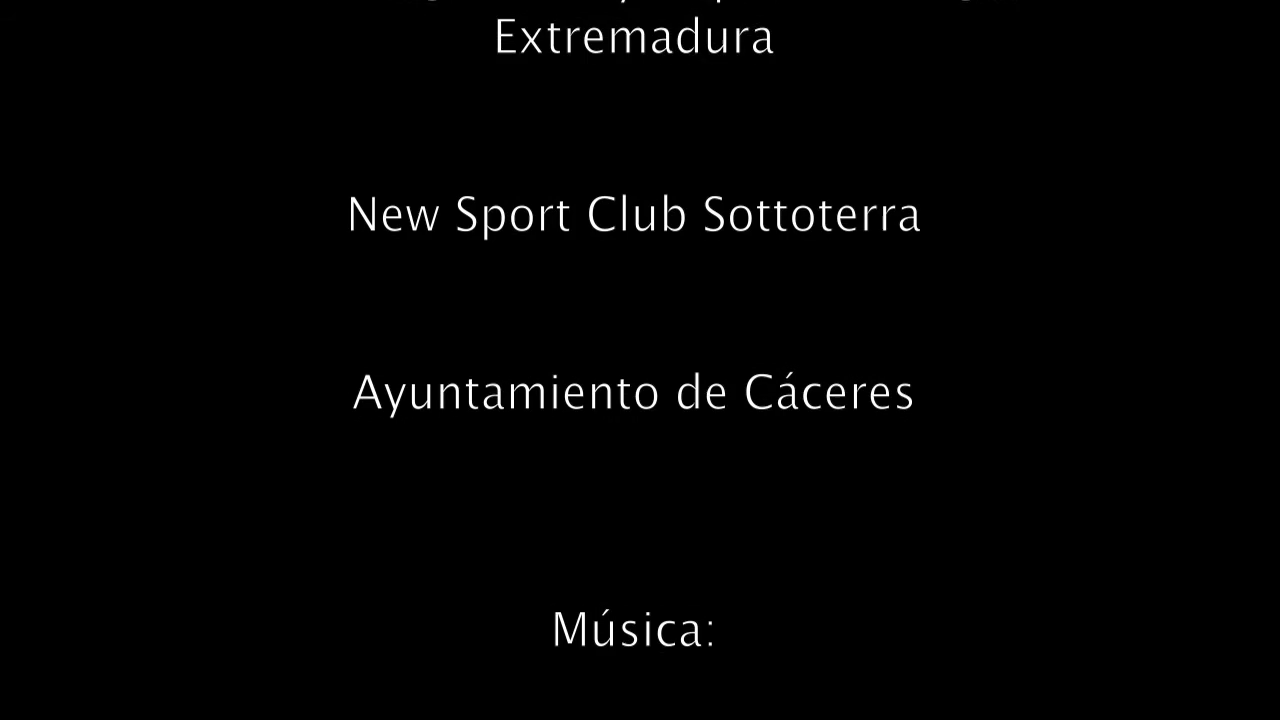 Extremadura
New Sport Club Sottoterra
Ayuntamiento de Cáceres
Música: